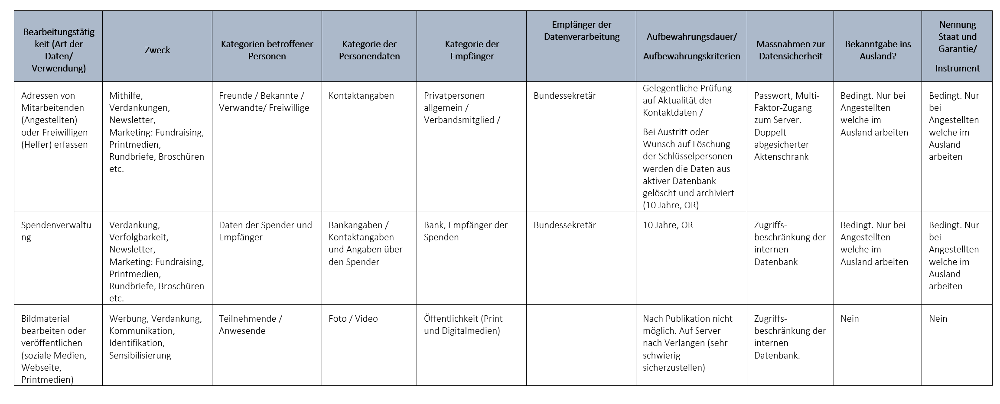 Bearbeitungstätig
keit (Art der
Daten/
Verwendung)
Zweck
Kategorien betroffener
Personen
Kategorie der
Personendaten
Kategorie der
Empfänger
Empfänger der
Datenverarbeitung
Aufbewahrungsdauer/
Aufbewahrungskriterien
Massnahmen zur
Datensicherheit
Bekanntgabe ins
Ausland?
Nennung
Staat und
Garantie/
Instrument
Adressen von
Mitarbeitenden
(Angestellten)
oder Freiwilligen
(Helfer) erfassen
Mithilfe,
Verdankungen,
Newsletter,
Marketing: Fundraising,
Printmedien,
Rundbriefe, Broschüren
etc.
Freunde / Bekannte /
Verwandte/ Freiwillige
Kontaktangaben
Privatpersonen
allgemein /
Verbandsmitglied /
Bundessekretär
Gelegentliche Prüfung
auf Aktualität der
Kontaktdaten /
Bei Austritt oder
Wunsch auf Löschung
der Schlüsselpersonen
werden die Daten aus
aktiver Datenbank
gelöscht und archiviert
(10 Jahre, OR)
Passwort, Multi-
Faktor-Zugang
zum Server.
Doppelt
abgesicherter
Aktenschrank
Bedingt. Nur bei
Angestellten
welche im
Ausland arbeiten
Bedingt. Nur
bei
Angestellten
welche im
Ausland
arbeiten
Spendenverwaltu
ng
Verdankung,
Verfolgbarkeit,
Newsletter,
Marketing: Fundraising,
Printmedien,
Rundbriefe, Broschüren
etc.
Daten der Spender und
Empfänger
Bankangaben /
Kontaktangaben
und Angaben über
den Spender
Bank, Empfänger der
Spenden
Bundessekretär
10 Jahre, OR
Zugriffs-
beschränkung der
internen
Datenbank
Bedingt. Nur bei
Angestellten
welche im
Ausland arbeiten
Bedingt. Nur
bei
Angestellten
welche im
Ausland
arbeiten
Bildmaterial
bearbeiten oder
veröffentlichen
(soziale Medien,
Webseite,
Printmedien)
Werbung, Verdankung,
Kommunikation,
Identifikation,
Sensibilisierung
Teilnehmende /
Anwesende
Foto / Video
Öffentlichkeit (Print
und Digitalmedien)
Nach Publikation nicht
möglich. Auf Server
nach Verlangen (sehr
schwierig
sicherzustellen)
Zugriffs-
beschränkung der
internen
Datenbank.
Nein
Nein